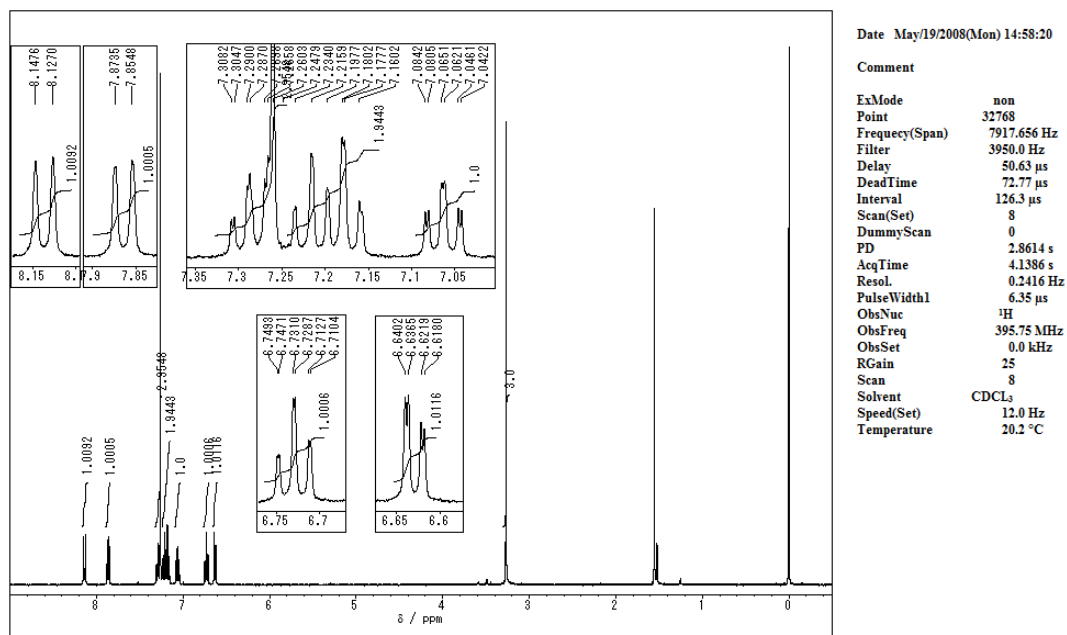 8.1476
8.1270
7.8735
7.8548
7.3082
7.3047
7.2900
7.2870
7.2603
7.2479
7.2340
7.2159
7.1977
7.1802
7.1777
7.1602
7.0842
7.0805
7.0651
7.0621
7.0461
7.0422
1.0092
1.0005
1.9443
1.0
8.15
8.1
7.9
7.85
7.35
7.3
7.25
7.2
7.15
7.1
7.05
6.7493
6.7471
6.7310
6.7287
6.7127
6.7104
1.0006
6.75
6.7
6.6402
6.6365
6.6219
6.6180
1.0116
6.65
6.6
1.0092
1.0005
2.9548
1.9443
1.0
1.0006
1.0116
3.0
8 7 6 5 4 3 2 1 0
δ / ppm
Date May/19/2008(Mon) 14:58:20
Comment
ExMode non
Point 32768
Frequecy(Span) 7917.656 Hz
Filter 3950.0 Hz
Delay 50.63 μs
DeadTime 72.77 μs
Interval 126.3 μs
Scan(Set) 8
DummyScan 0
PD 2.8614 s
AcqTime 4.1386 s
Resol. 0.2416 Hz
PulseWidth1 6.35 μs
ObsNuc ¹H
ObsFreq 395.75 MHz
ObsSet 0.0 kHz
RGain 25
Scan 8
Solvent CDCL₃
Speed(Set) 12.0 Hz
Temperature 20.2 °C